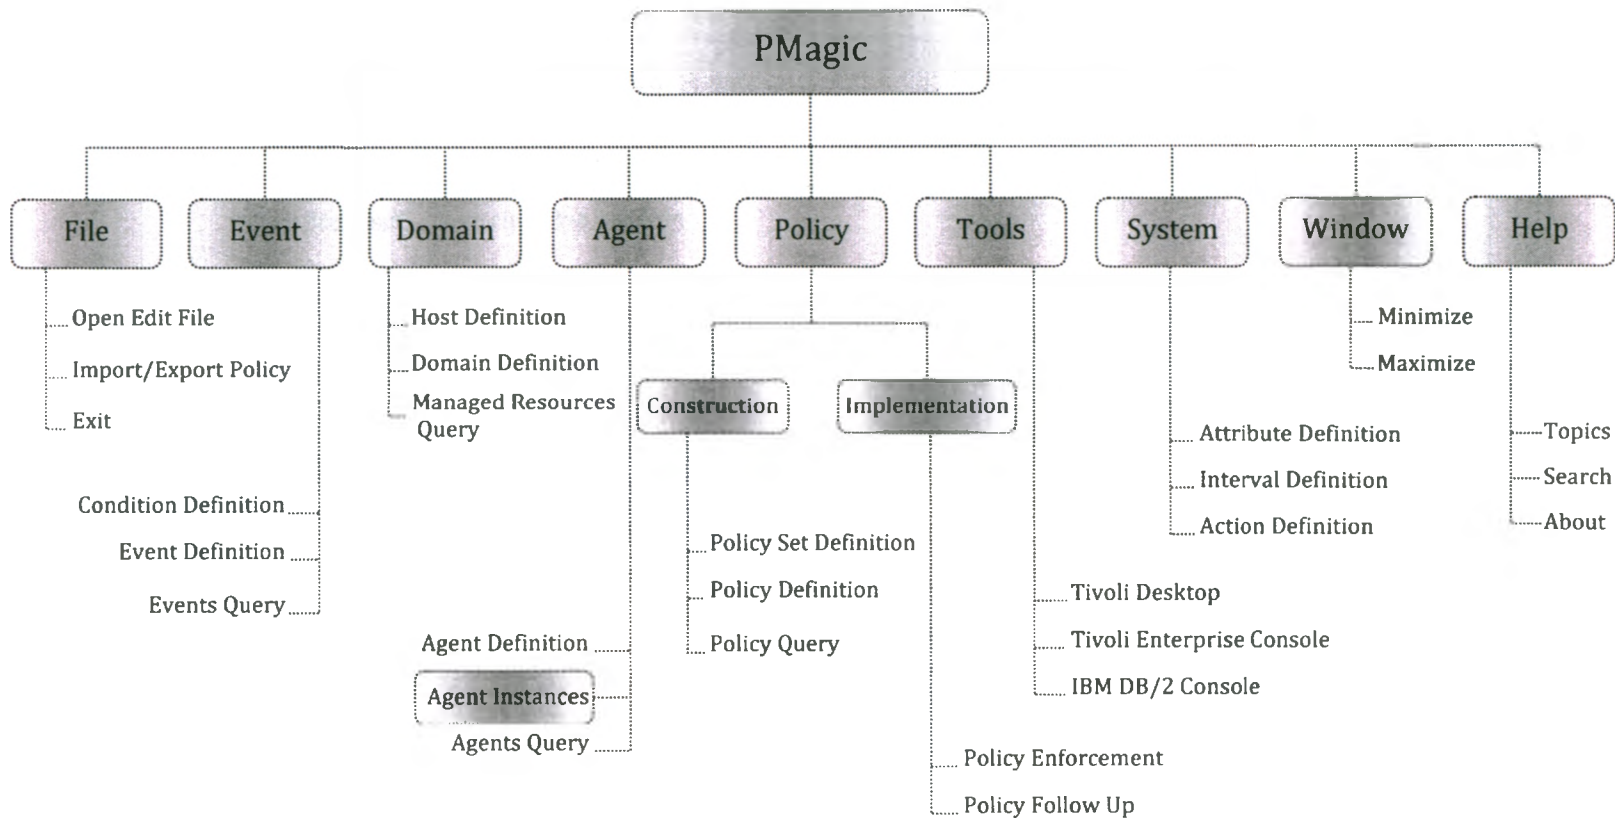 PMagic
File
Event
Domain
Agent
Policy
Tools
System
Window
Help
Open Edit File
Import/Export Policy
Exit
Condition Definition
Event Definition
Events Query
Host Definition
Domain Definition
Managed Resources
Query
Agent Definition
Agent Instances
Agents Query
Construction
Implementation
Policy Set Definition
Policy Definition
Policy Query
Policy Enforcement
Policy Follow Up
Tivoli Desktop
Tivoli Enterprise Console
IBM DB/2 Console
Attribute Definition
Interval Definition
Action Definition
Minimize
Maximize
Topics
Search
About